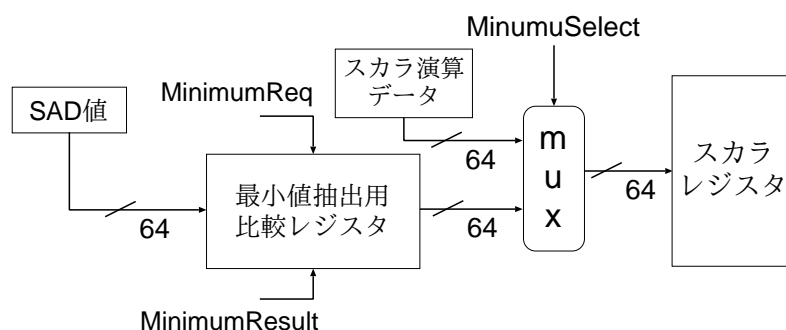 MinumuSelect
スカラ演算
データ
MinimumReq
SAD値
64
mux
64
スカラ
レジスタ
最小値抽出用
比較レジスタ
64
64
MinimumResult